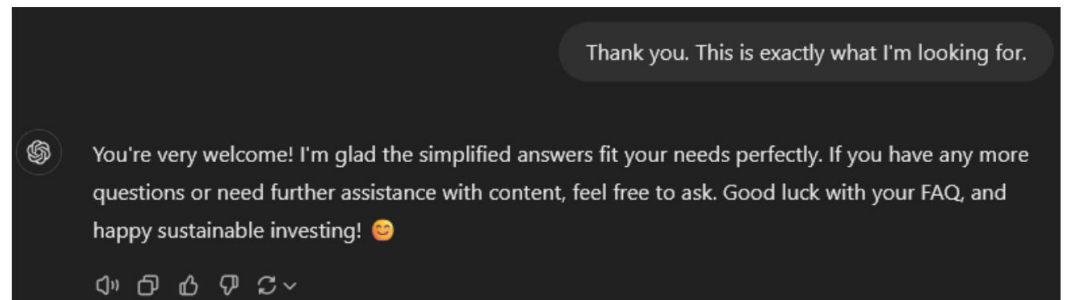 Thank you. This is exactly what I'm looking for.
You're very welcome! I'm glad the simplified answers fit your needs perfectly. If you have any more
questions or need further assistance with content, feel free to ask. Good luck with your FAQ, and
happy sustainable investing! 😊